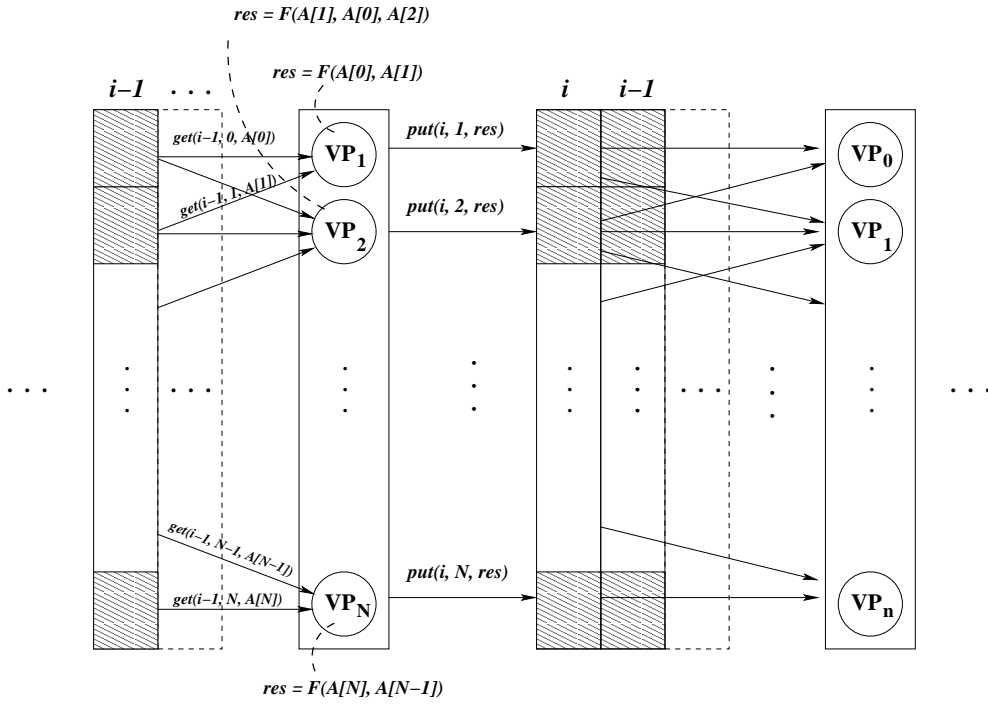 res = F(A[1], A[0], A[2])
res = F(A[0], A[1])
i−1 . . .
i
i−1
get(i−1, 0, A[0])
VP1
put(i, 1, res)
VP0
get(i−1, 1, A[1])
VP2
put(i, 2, res)
VP1
. . .
. . .
. . .
. . .
get(i−1, N−1, A[N−1])
get(i−1, N, A[N])
VPN
put(i, N, res)
VPn
res = F(A[N], A[N−1])